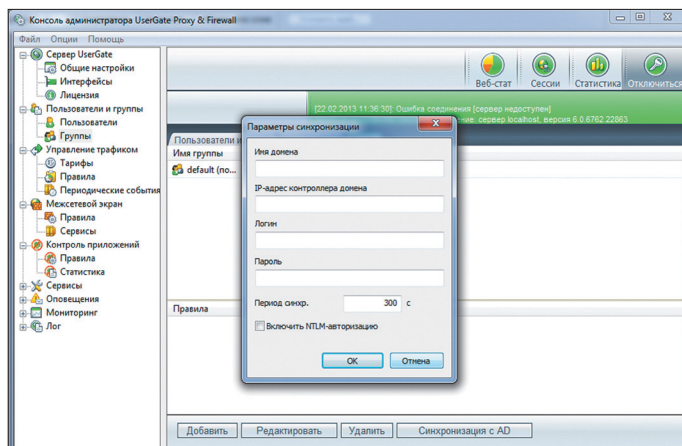 Консоль администратора UserGate Proxy & Firewall
Файл Опции Помощь
Сервер UserGate
Общие настройки
Интерфейсы
Лицензия
Пользователи и группы
Пользователи
Группы
Управление трафиком
Тарифы
Правила
Периодические события
Межсетевой экран
Правила
Сервисы
Контроль приложений
Правила
Статистика
Сервисы
Оповещения
Мониторинг
Лог
Веб-стат Сессии Статистика Отключиться
[22.02.2013 11:36:30]: Ошибка соединения [сервер недоступен]
сервер localhost, версия 6.0.6762.22863
Пользователи и
Имя группы
default (по...
Правила
Параметры синхронизации
Имя домена
IP-адрес контроллера домена
Логин
Пароль
Период синхр. 300 с
Включить NTLM-авторизацию
OK Отмена
Добавить Редактировать Удалить Синхронизация с AD